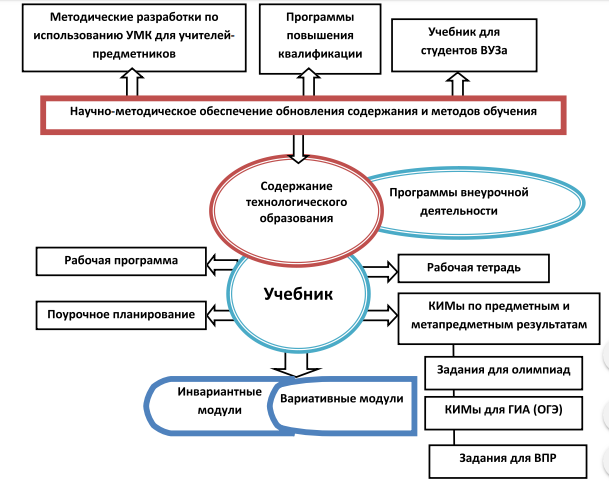 Методические разработки по
использованию УМК для учителей-
предметников
Программы
повышения
квалификации
Учебник для
студентов ВУЗа
Научно-методическое обеспечение обновления содержания и методов обучения
Содержание
технологического
образования
Программы внеурочной
деятельности
Рабочая программа
Рабочая тетрадь
Учебник
Поурочное планирование
КИМы по предметным и
метапредметным результатам
Задания для олимпиад
Инвариантные
модули
Вариативные модули
КИМы для ГИА (ОГЭ)
Задания для ВПР